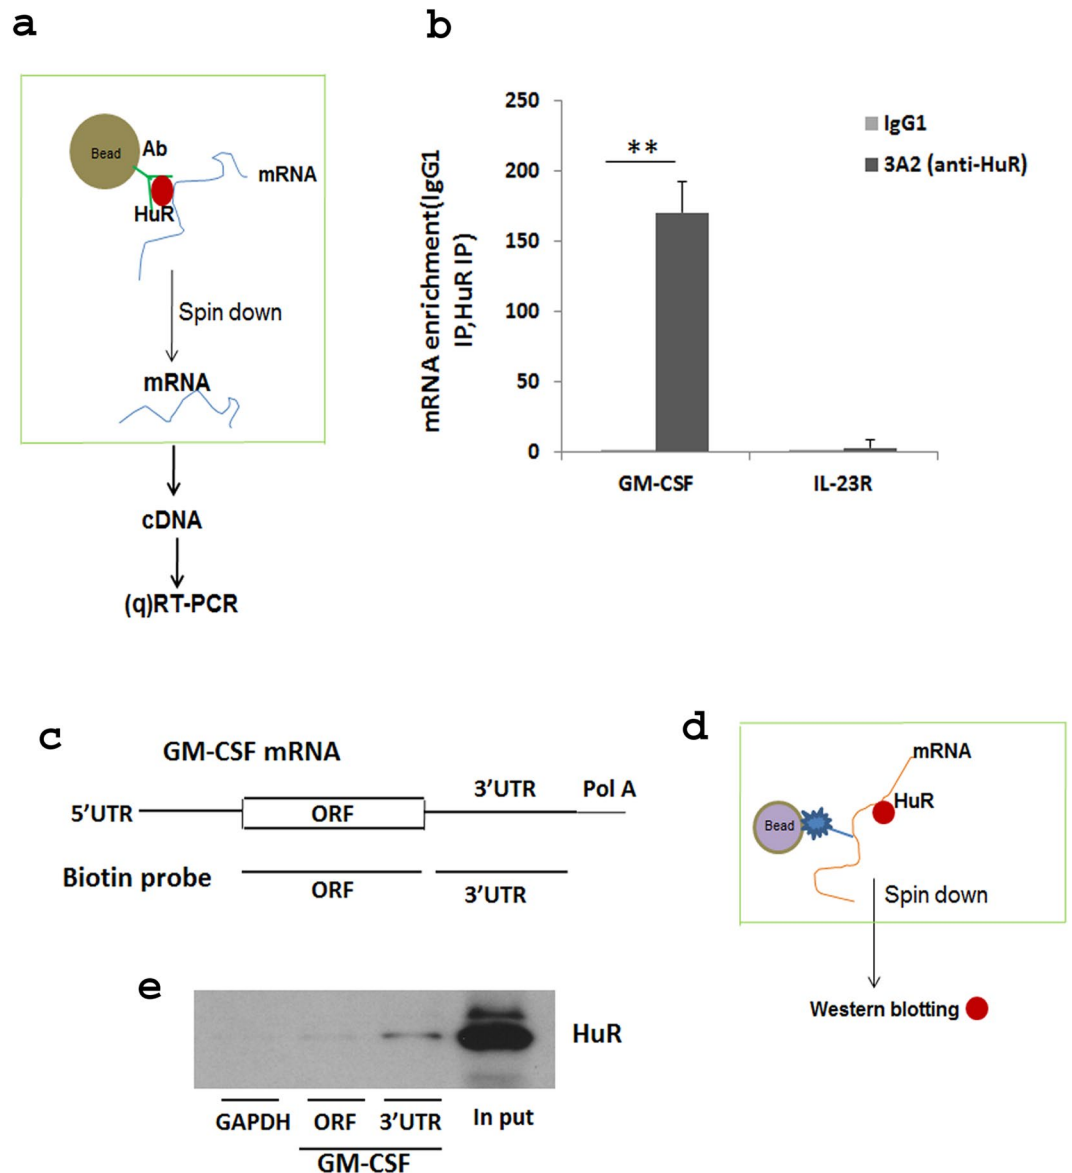 a
Bead
Ab
mRNA
HuR
Spin down
mRNA
cDNA
(q)RT-PCR
b
mRNA enrichment(IgG1
IP,HuR IP)
250
200
150
100
50
0
**
IgG1
3A2 (anti-HuR)
GM-CSF
IL-23R
c
GM-CSF mRNA
5'UTR
ORF
3'UTR
Pol A
Biotin probe
ORF
3'UTR
d
mRNA
HuR
Bead
Spin down
Western blotting
e
HuR
GAPDH
ORF
3'UTR
In put
GM-CSF